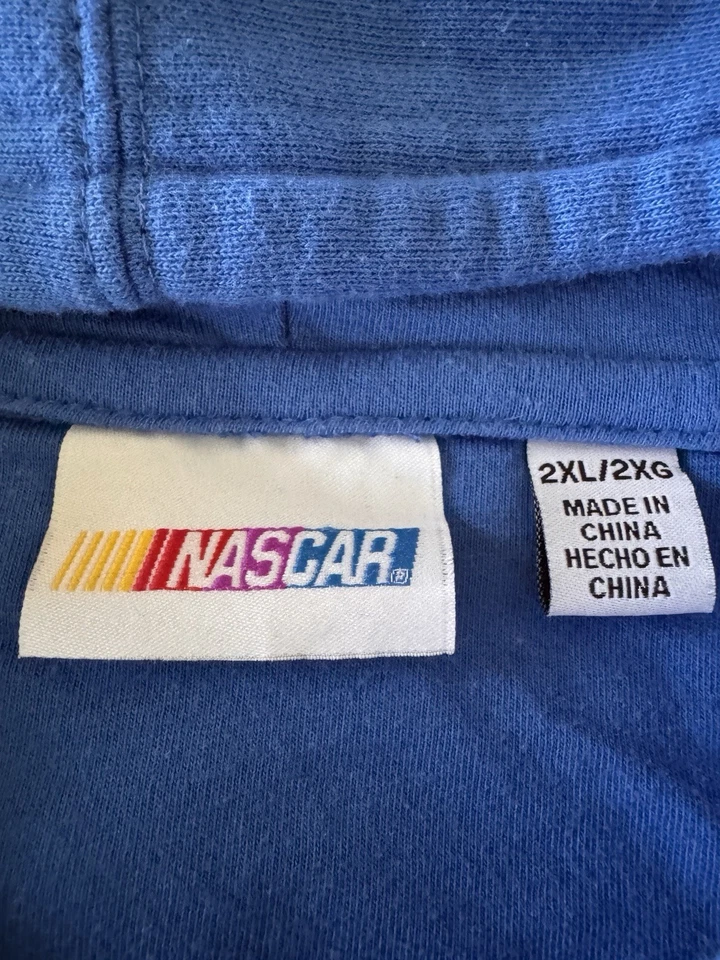 NASCAR®
2XL/2XG
MADE IN
CHINA
HECHO EN
CHINA